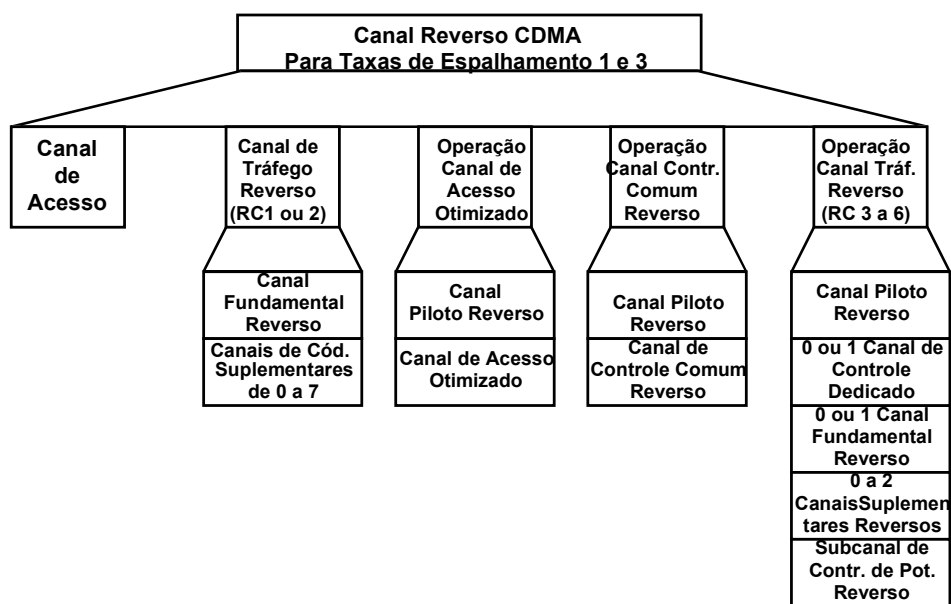 Canal Reverso CDMA
Para Taxas de Espalhamento 1 e 3
Canal
de
Acesso
Canal de
Tráfego
Reverso
(RC1 ou 2)
Operação
Canal de
Acesso
Otimizado
Operação
Canal Contr.
Comum
Reverso
Operação
Canal Tráf.
Reverso
(RC 3 a 6)
Canal
Fundamental
Reverso
Canais de Cód.
Suplementares
de 0 a 7
Canal
Piloto Reverso
Canal de Acesso
Otimizado
Canal Piloto
Reverso
Canal de
Controle Comum
Reverso
Canal Piloto
Reverso
0 ou 1 Canal de
Controle
Dedicado
0 ou 1 Canal
Fundamental
Reverso
0 a 2
CanaisSuplemen
tares Reversos
Subcanal de
Contr. de Pot.
Reverso